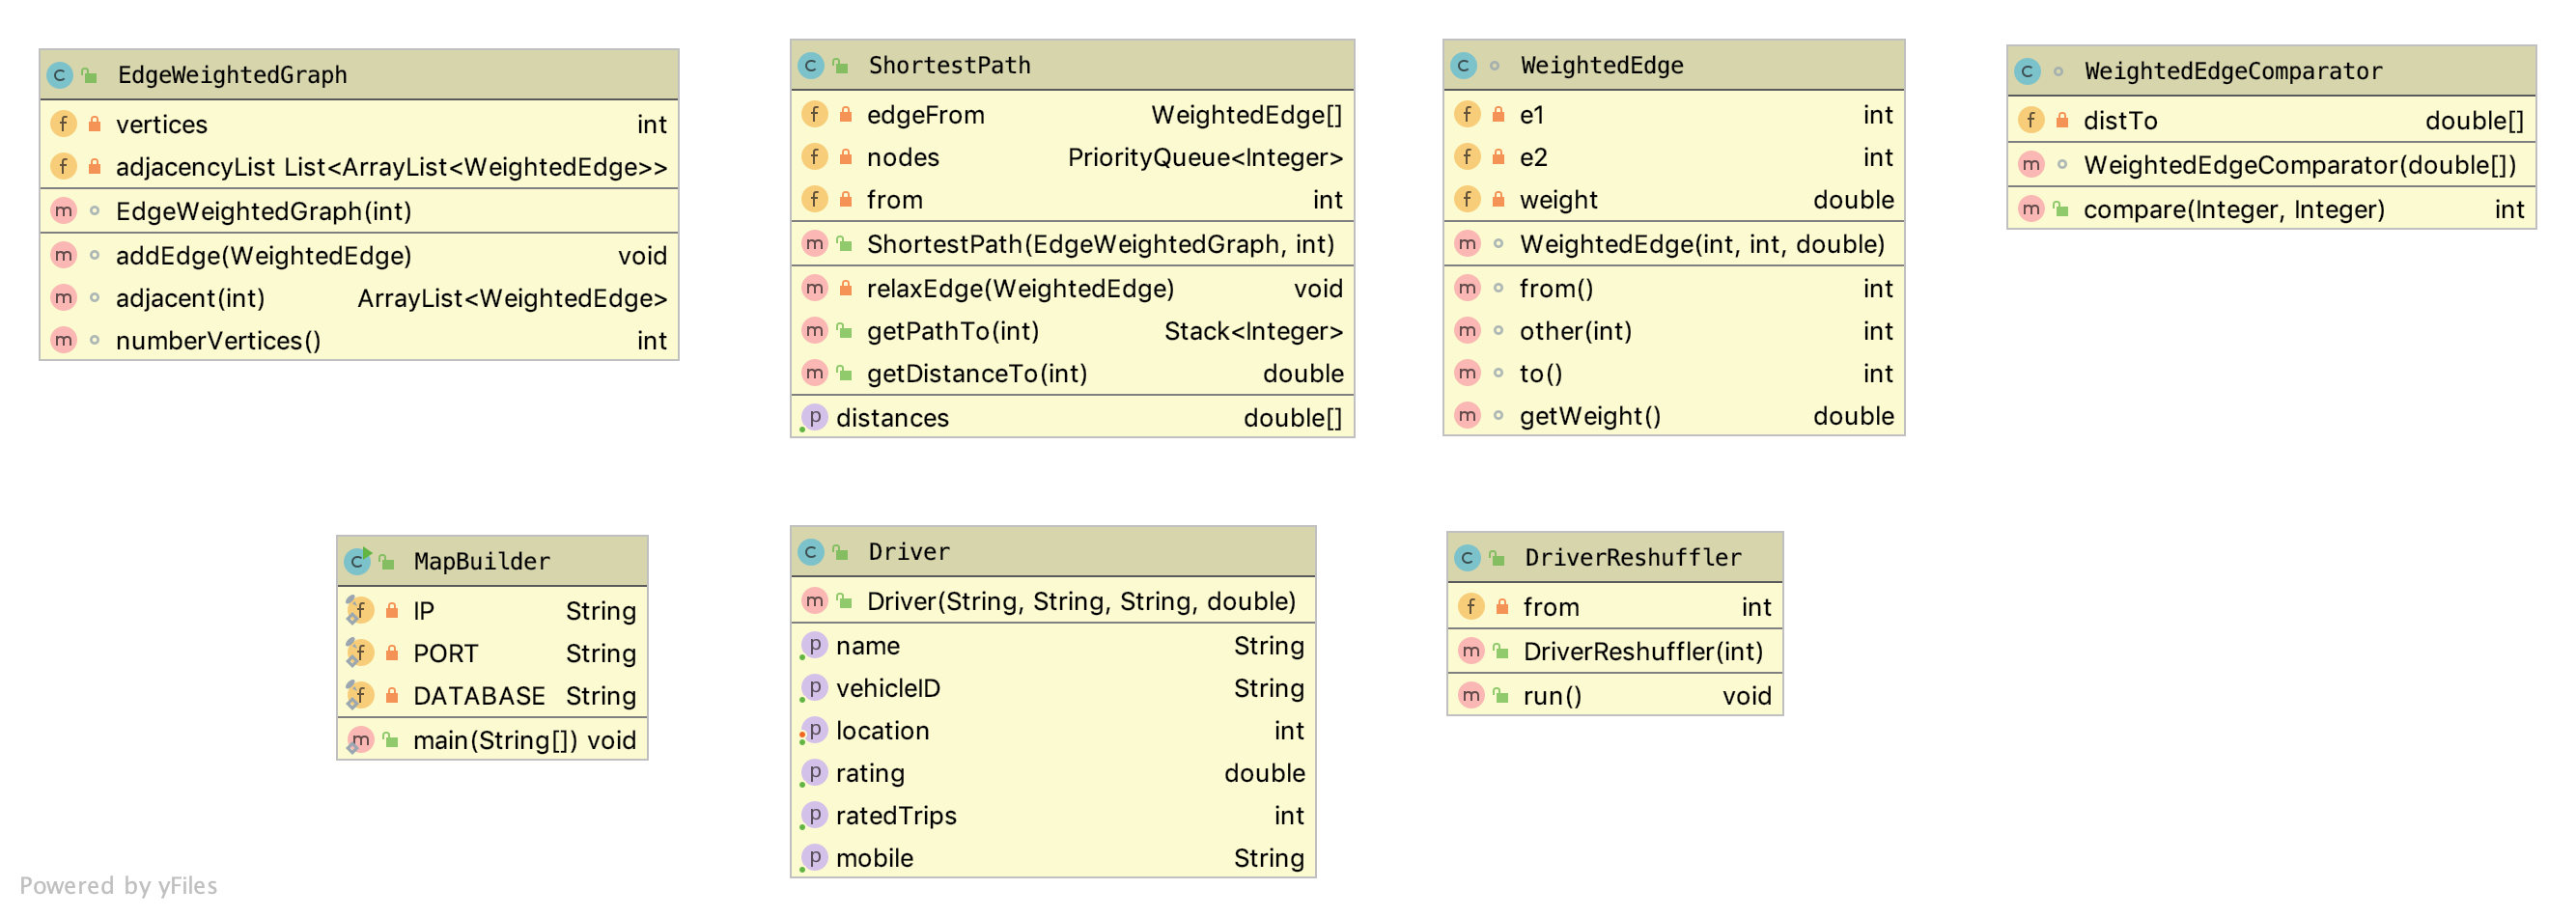 EdgeWeightedGraph
vertices int
adjacencyList List<ArrayList<WeightedEdge>>
EdgeWeightedGraph(int)
addEdge(WeightedEdge) void
adjacent(int) ArrayList<WeightedEdge>
numberVertices() int
ShortestPath
edgeFrom WeightedEdge[]
nodes PriorityQueue<Integer>
from int
ShortestPath(EdgeWeightedGraph, int)
relaxEdge(WeightedEdge) void
getPathTo(int) Stack<Integer>
getDistanceTo(int) double
distances double[]
WeightedEdge
e1 int
e2 int
weight double
WeightedEdge(int, int, double)
from() int
other(int) int
to() int
getWeight() double
WeightedEdgeComparator
distTo double[]
WeightedEdgeComparator(double[])
compare(Integer, Integer) int
MapBuilder
IP String
PORT String
DATABASE String
main(String[]) void
Driver
Driver(String, String, String, double)
name String
vehicleID String
location int
rating double
ratedTrips int
mobile String
DriverReshuffler
from int
DriverReshuffler(int)
run() void
Powered by yFiles